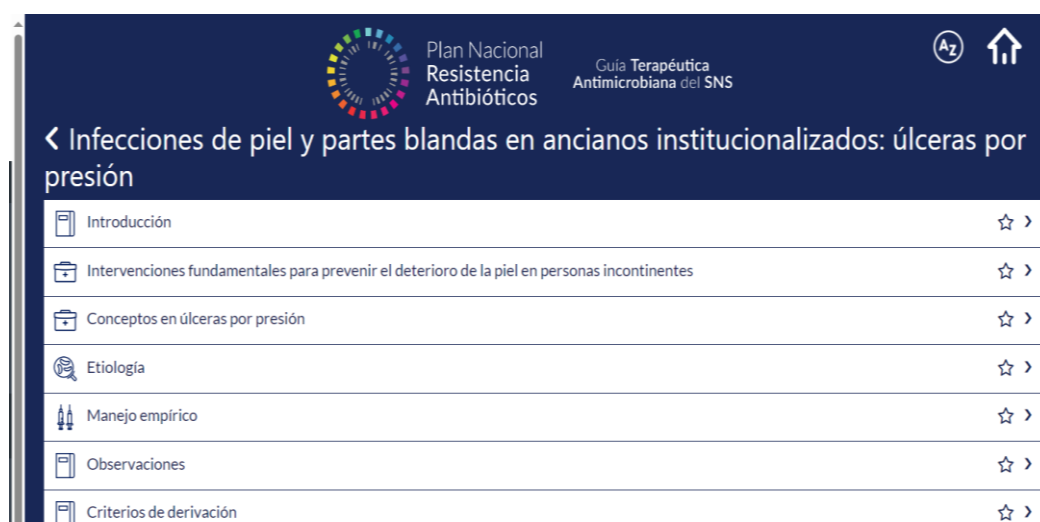 Plan Nacional
Resistencia
Antibióticos
Guía Terapéutica
Antimicrobiana del SNS
AZ
Infecciones de piel y partes blandas en ancianos institucionalizados: úlceras por
presión
Introducción
Intervenciones fundamentales para prevenir el deterioro de la piel en personas incontinentes
Conceptos en úlceras por presión
Etiología
Manejo empírico
Observaciones
Criterios de derivación